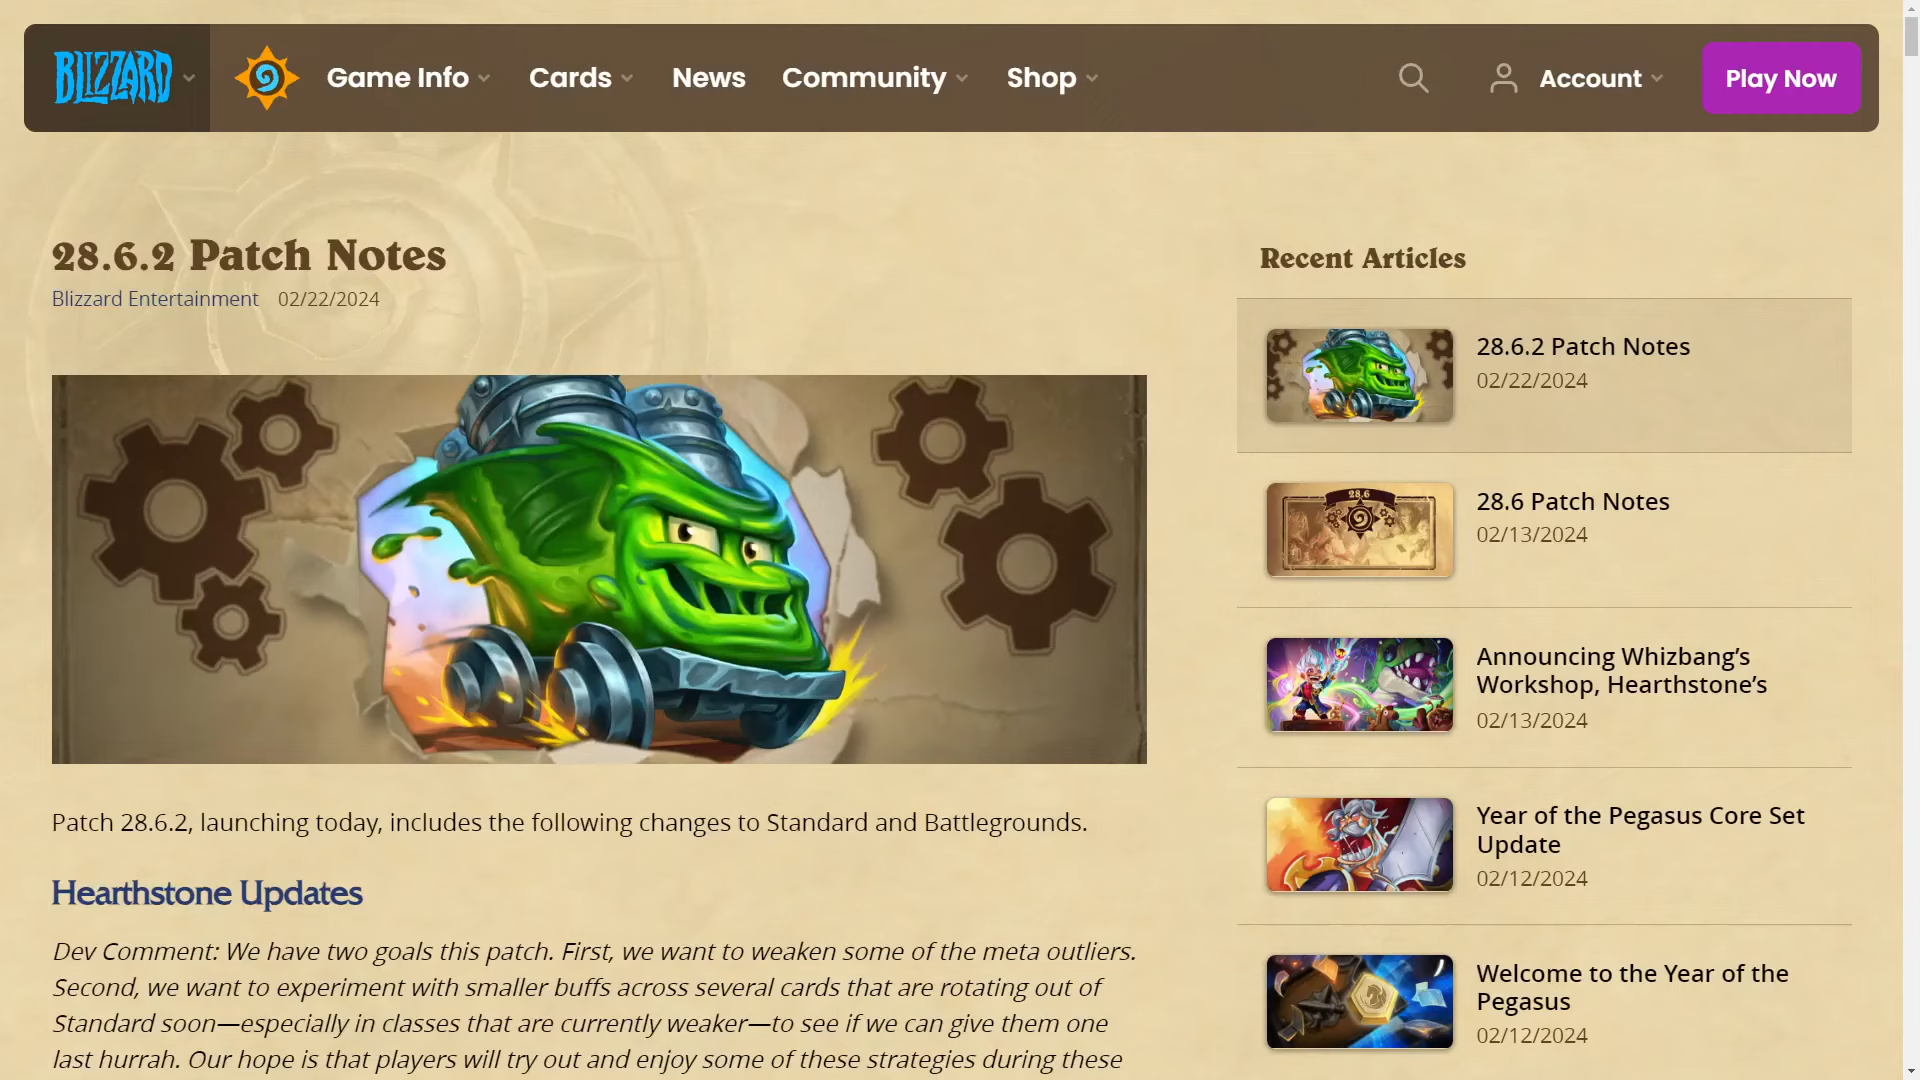 BLIZZARD
Game Info
Cards
News
Community
Shop
Account
Play Now
28.6.2 Patch Notes
Blizzard Entertainment 02/22/2024
Patch 28.6.2, launching today, includes the following changes to Standard and Battlegrounds.
Hearthstone Updates
Dev Comment: We have two goals this patch. First, we want to weaken some of the meta outliers.
Second, we want to experiment with smaller buffs across several cards that are rotating out of
Standard soon—especially in classes that are currently weaker—to see if we can give them one
last hurrah. Our hope is that players will try out and enjoy some of these strategies during these
Recent Articles
28.6.2 Patch Notes
02/22/2024
28.6
28.6 Patch Notes
02/13/2024
Announcing Whizbang’s
Workshop, Hearthstone’s
02/13/2024
Year of the Pegasus Core Set
Update
02/12/2024
Welcome to the Year of the
Pegasus
02/12/2024